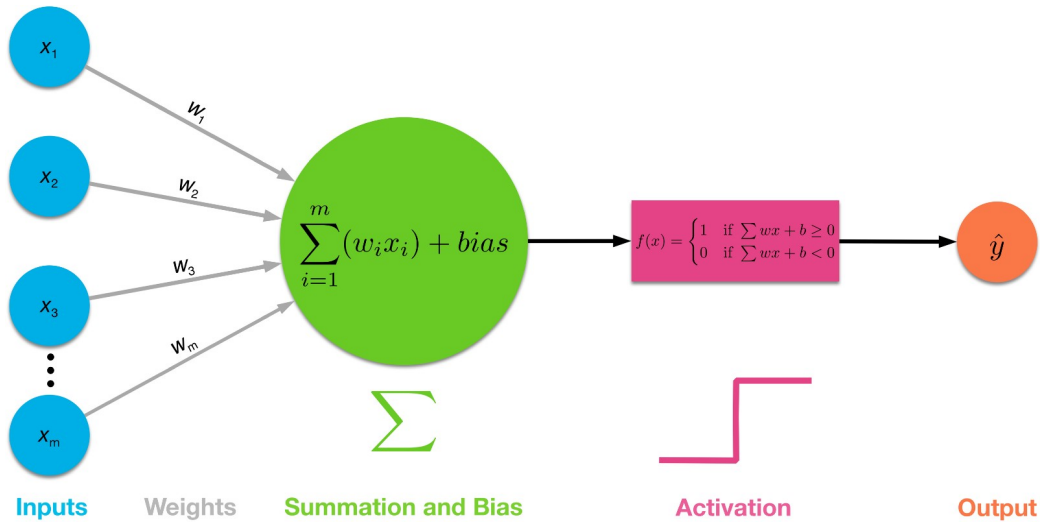 x₁
x₂
x₃
xₘ
w₁
w₂
w₃
wₘ
∑ᵢ₌₁ᵐ(wᵢxᵢ) + bias
f(x) = {1 if ∑ wx + b ≥ 0
0 if ∑ wx + b < 0
ŷ
∑
Inputs
Weights
Summation and Bias
Activation
Output